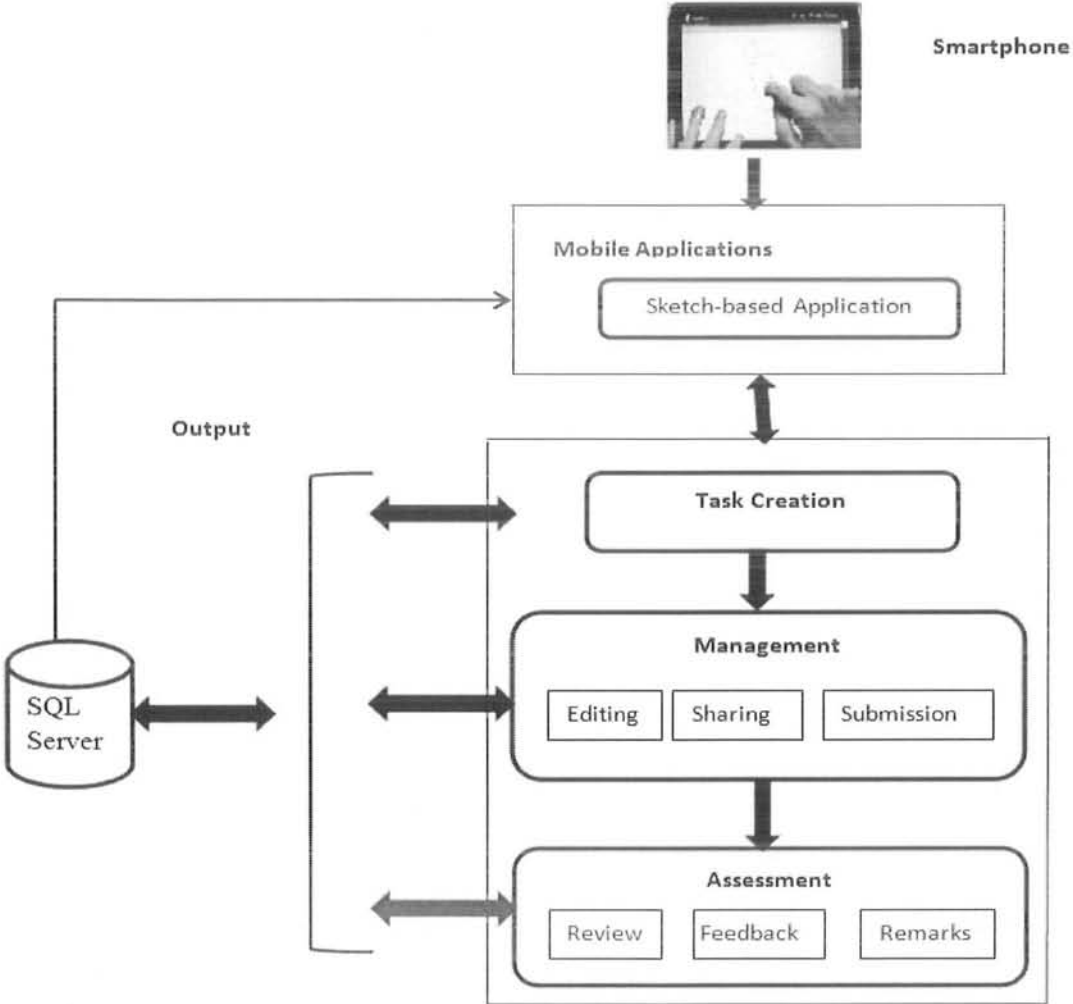 Smartphone
Mobile Applications
Sketch-based Application
Output
Task Creation
Management
Editing
Sharing
Submission
SQL
Server
Assessment
Review
Feedback
Remarks